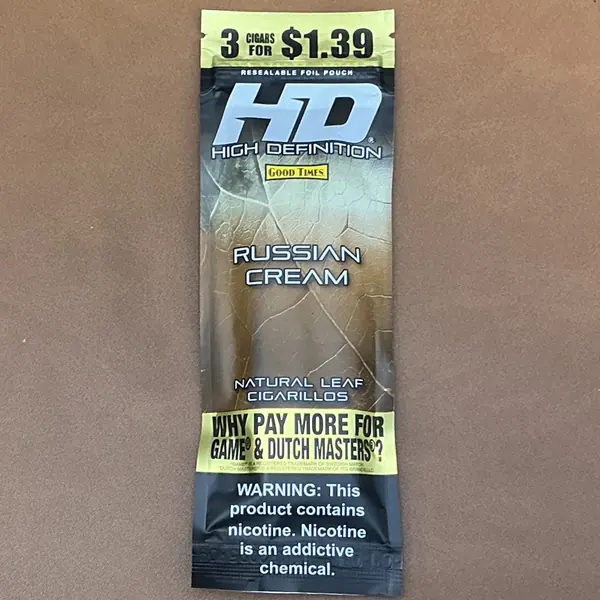 3 CIGARS FOR $1.39
RESEALABLE FOIL POUCH
HD®
HIGH DEFINITION
GOOD TIMES
RUSSIAN
CREAM
NATURAL LEAF
CIGARILLOS
WHY PAY MORE FOR
GAME® & DUTCH MASTERS®?
WARNING: This
product contains
nicotine. Nicotine
is an addictive
chemical.